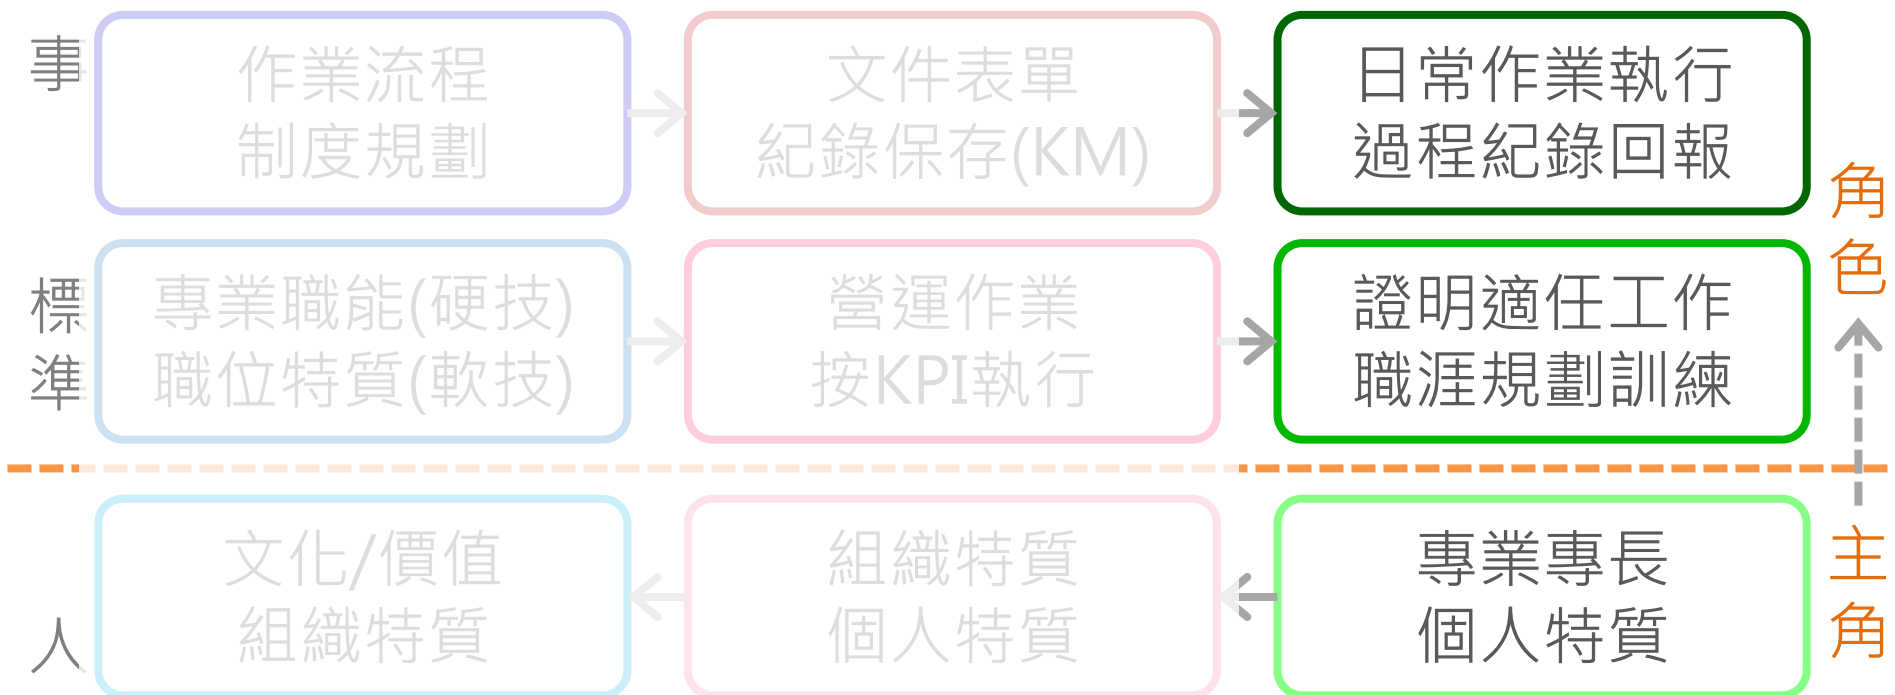 事
作業流程
制度規劃
文件表單
紀錄保存(KM)
日常作業執行
過程紀錄回報
標準
專業職能(硬技)
職位特質(軟技)
營運作業
按KPI執行
證明適任工作
職涯規劃訓練
角色
人
文化/價值
組織特質
組織特質
個人特質
專業專長
個人特質
主角